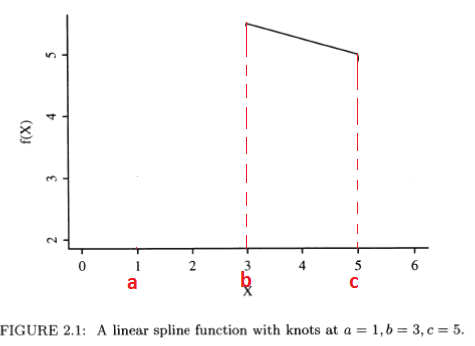 5
4
f(X)
3
2
0 1 2 3 4 5 6
a b c
X
FIGURE 2.1: A linear spline function with knots at a = 1, b = 3, c = 5.